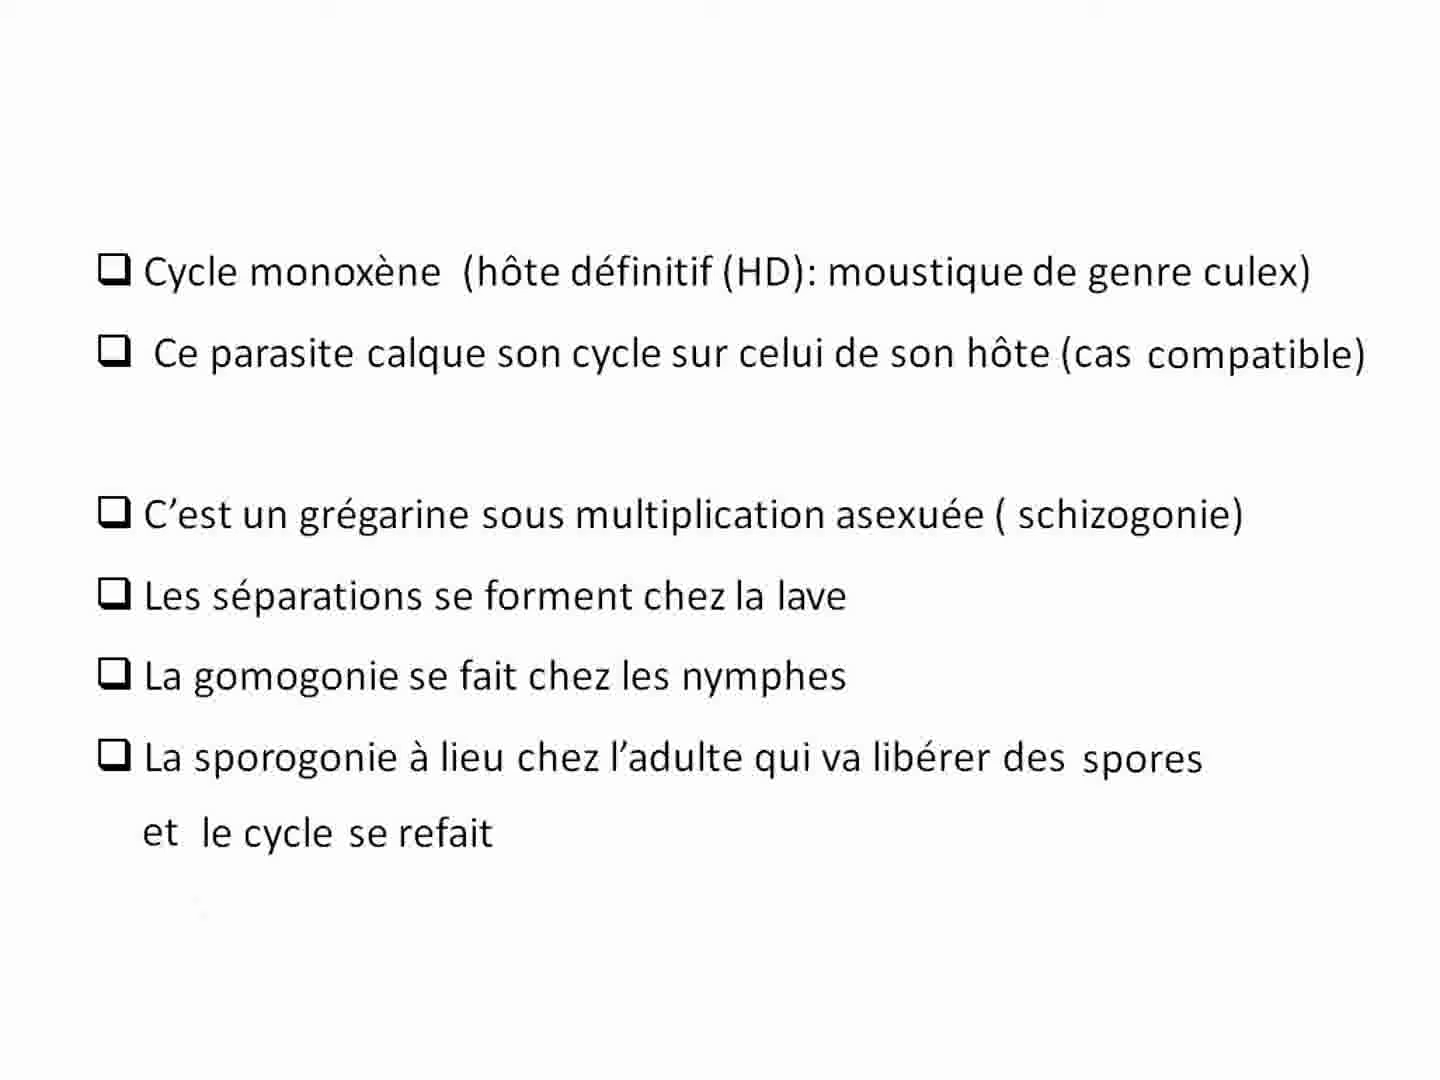 Cycle monoxène (hôte définitif (HD): moustique de genre culex)
Ce parasite calque son cycle sur celui de son hôte (cas compatible)
C’est un grégarine sous multiplication asexuée ( schizogonie)
Les séparations se forment chez la lave
La gomogonie se fait chez les nymphes
La sporogonie à lieu chez l’adulte qui va libérer des spores
et le cycle se refait